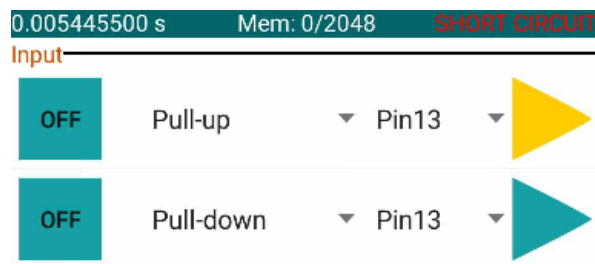 0.005445500 s Mem: 0/2048 SHORT CIRCUIT
Input
OFF Pull-up Pin13
OFF Pull-down Pin13